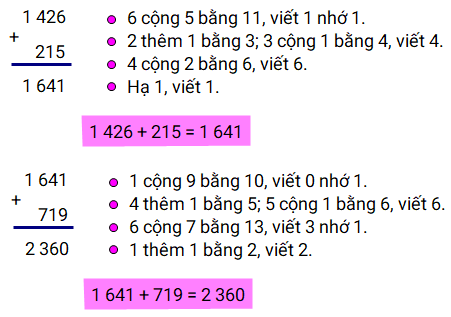 1 426
+
215
1 641
6 cộng 5 bằng 11, viết 1 nhớ 1.
2 thêm 1 bằng 3; 3 cộng 1 bằng 4, viết 4.
4 cộng 2 bằng 6, viết 6.
Hạ 1, viết 1.
1 426 + 215 = 1 641
1 641
+
719
2 360
1 cộng 9 bằng 10, viết 0 nhớ 1.
4 thêm 1 bằng 5; 5 cộng 1 bằng 6, viết 6.
6 cộng 7 bằng 13, viết 3 nhớ 1.
1 thêm 1 bằng 2, viết 2.
1 641 + 719 = 2 360